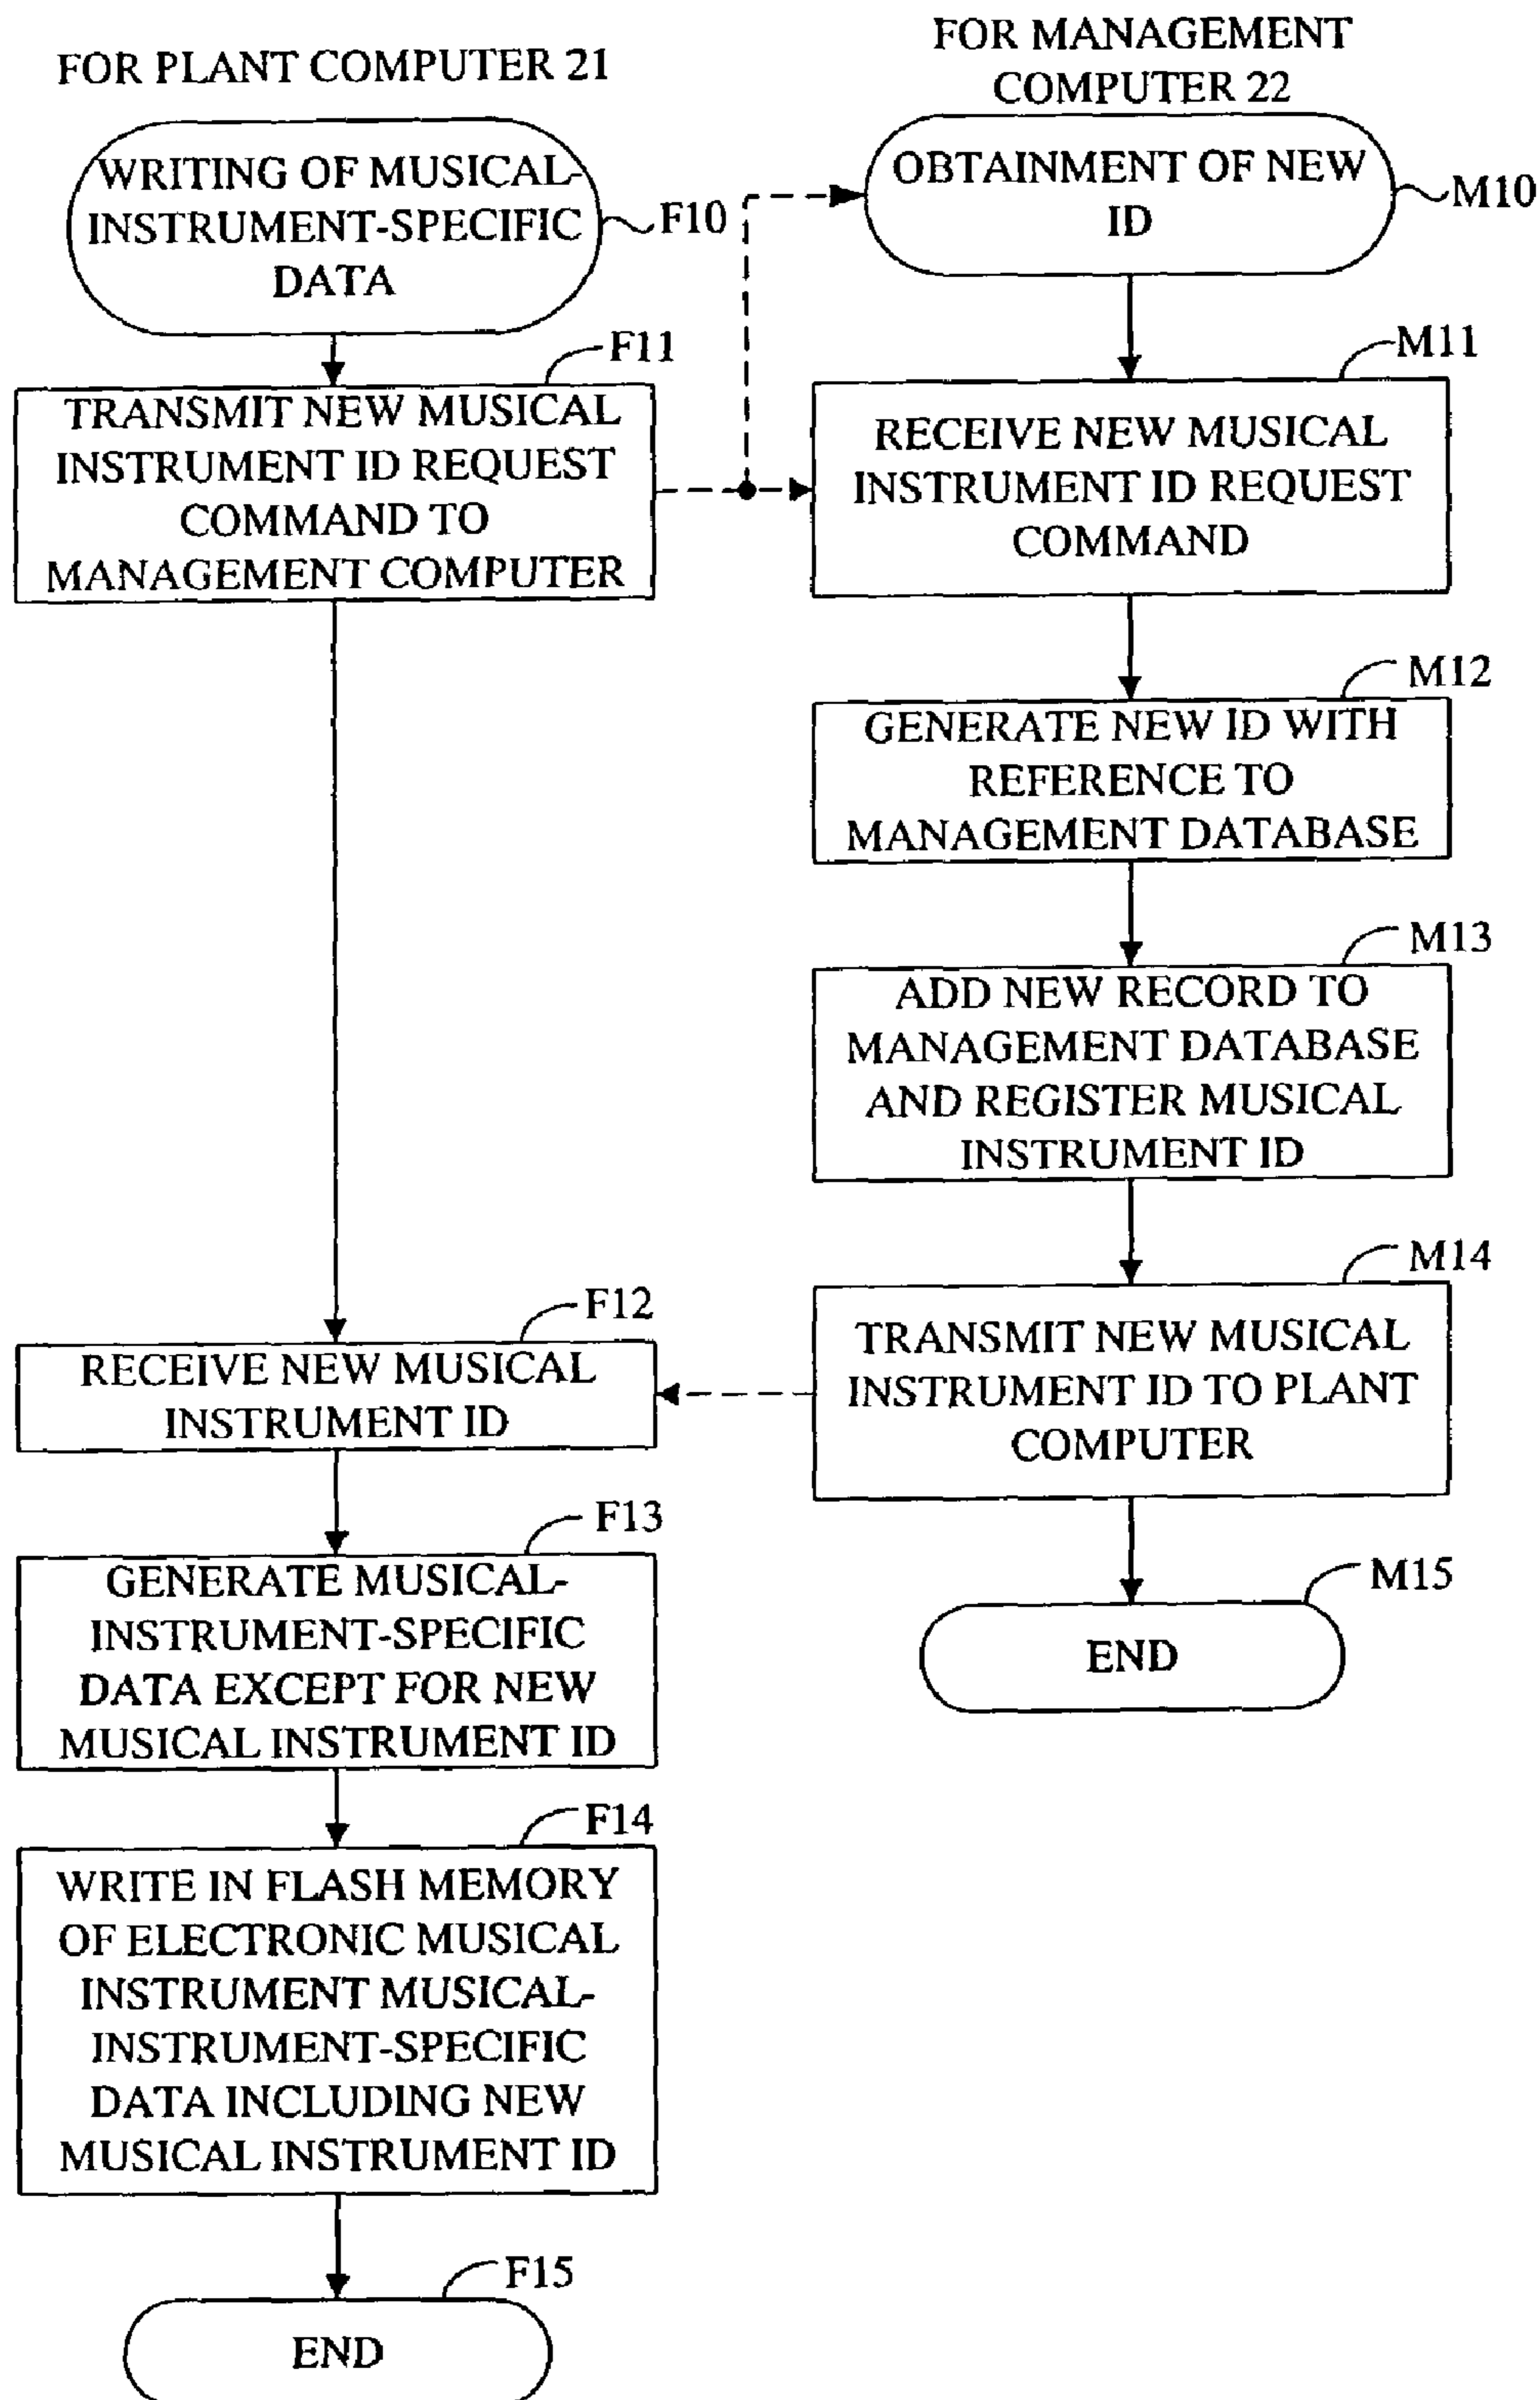 FOR PLANT COMPUTER 21
WRITING OF MUSICAL-
INSTRUMENT-SPECIFIC
DATA
F10
F11
TRANSMIT NEW MUSICAL
INSTRUMENT ID REQUEST
COMMAND TO
MANAGEMENT COMPUTER
F12
RECEIVE NEW MUSICAL
INSTRUMENT ID
F13
GENERATE MUSICAL-
INSTRUMENT-SPECIFIC
DATA EXCEPT FOR NEW
MUSICAL INSTRUMENT ID
F14
WRITE IN FLASH MEMORY
OF ELECTRONIC MUSICAL
INSTRUMENT MUSICAL-
INSTRUMENT-SPECIFIC
DATA INCLUDING NEW
MUSICAL INSTRUMENT ID
F15
END
FOR MANAGEMENT
COMPUTER 22
OBTAINMENT OF NEW
ID
M10
M11
RECEIVE NEW MUSICAL
INSTRUMENT ID REQUEST
COMMAND
M12
GENERATE NEW ID WITH
REFERENCE TO
MANAGEMENT DATABASE
M13
ADD NEW RECORD TO
MANAGEMENT DATABASE
AND REGISTER MUSICAL
INSTRUMENT ID
M14
TRANSMIT NEW MUSICAL
INSTRUMENT ID TO PLANT
COMPUTER
M15
END